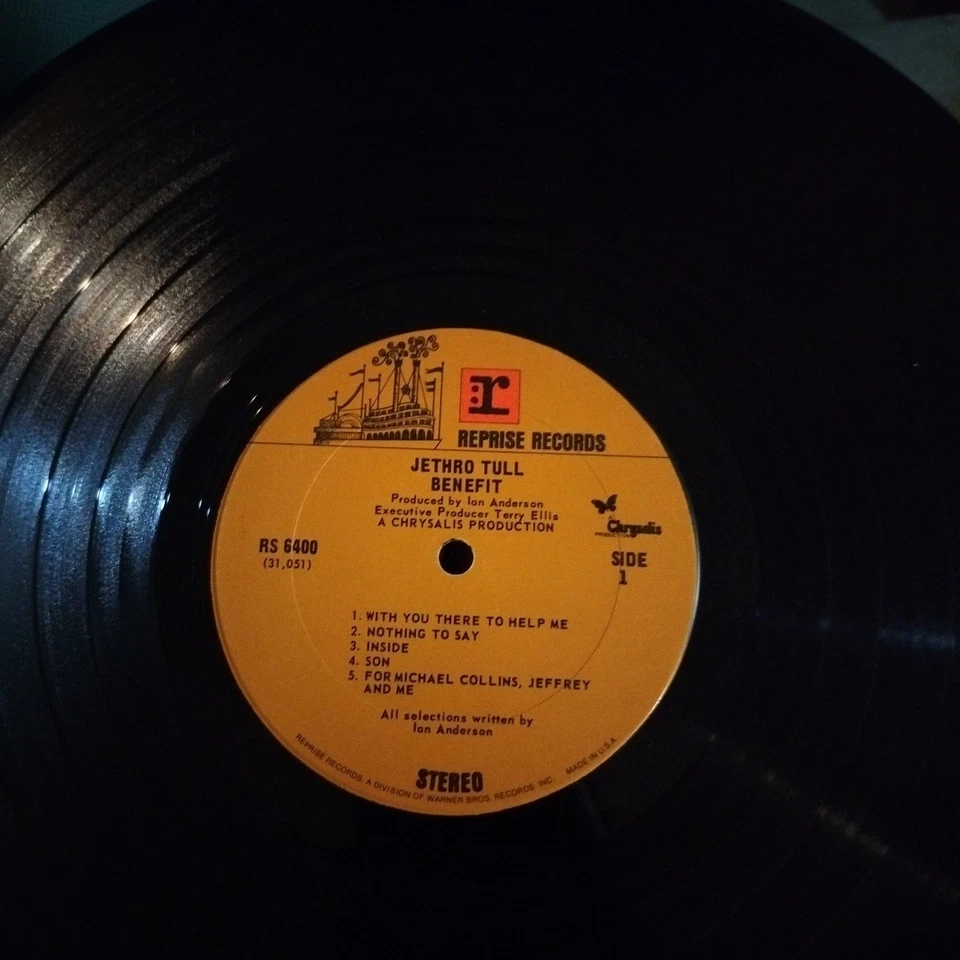 r
REPRISE RECORDS
JETHRO TULL
BENEFIT
Produced by Ian Anderson
Executive Producer Terry Ellis
A CHRYSALIS PRODUCTION
Chrysalis
RS 6400
(31,051)
SIDE
1
1. WITH YOU THERE TO HELP ME
2. NOTHING TO SAY
3. INSIDE
4. SON
5. FOR MICHAEL COLLINS, JEFFREY
AND ME
All selections written by
Ian Anderson
STEREO
REPRISE RECORDS, A DIVISION OF WARNER BROS. RECORDS, INC. MADE IN U.S.A.